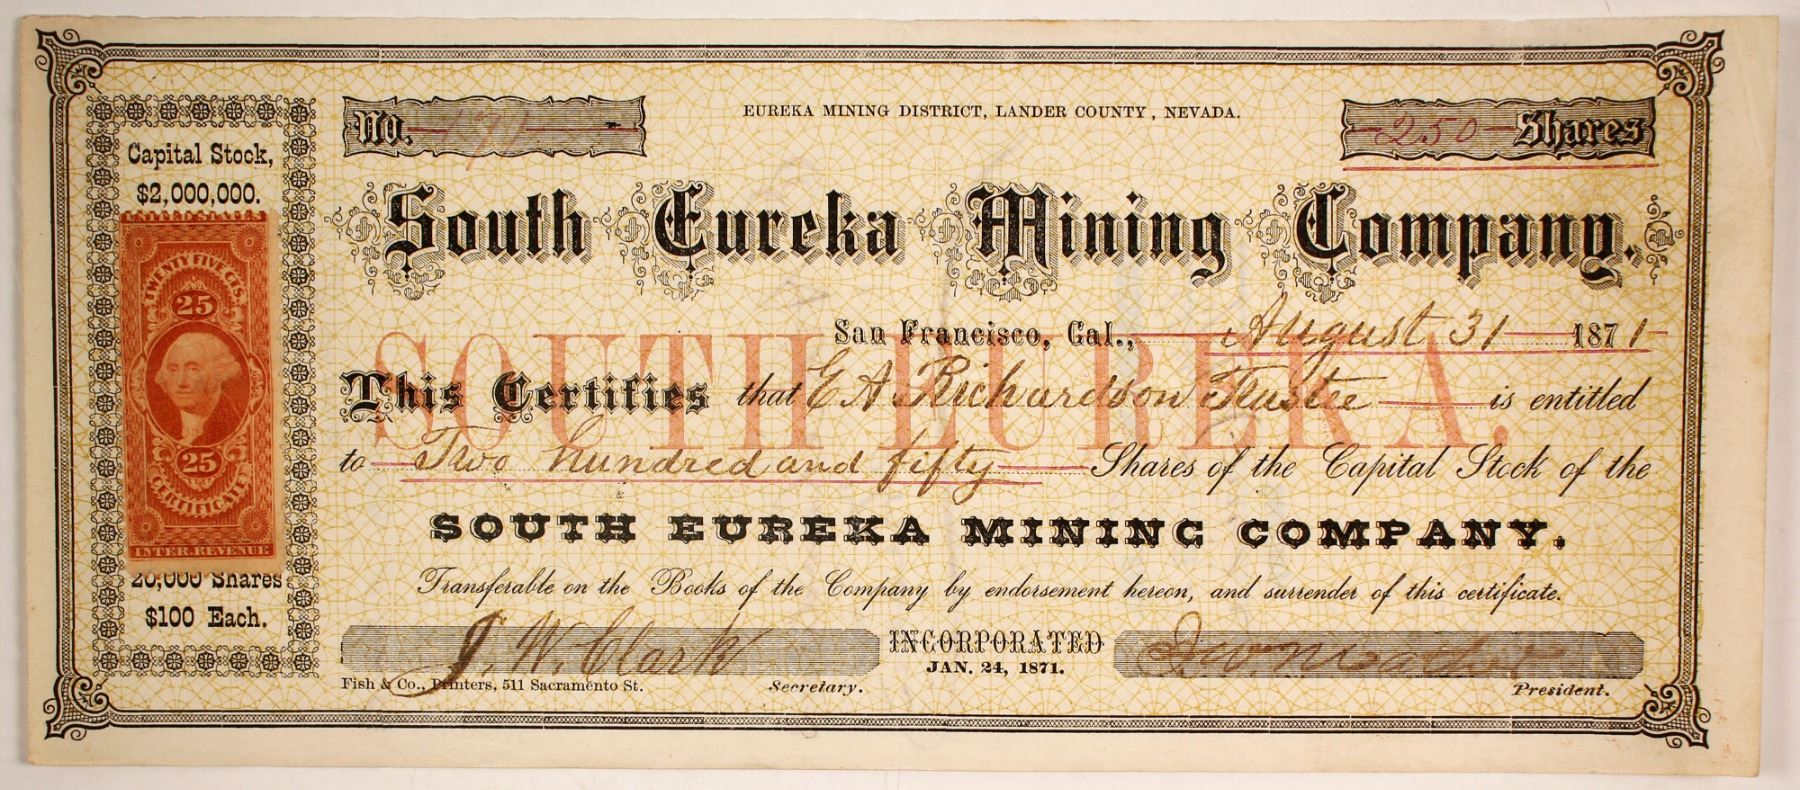 EUREKA MINING DISTRICT, LANDER COUNTY, NEVADA.
No. 
250 Shares
Capital Stock,
$2,000,000.
UNITED STATES
TWENTY FIVE CTS.
25
25
CERTIFICATE
INTER. REVENUE
20,000 Shares
$100 Each.
South Eureka Mining Company.
SOUTH EUREKA.
San Francisco, Cal., August 31 1871
This Certifies that E A Richardson Trustee is entitled
to Two hundred and fifty Shares of the Capital Stock of the
SOUTH EUREKA MINING COMPANY.
Transferable on the Books of the Company by endorsement hereon, and surrender of this certificate.
J. W. Clark
INCORPORATED
JAN. 24, 1871.
Fish & Co., Printers, 511 Sacramento St.
Secretary.
President.